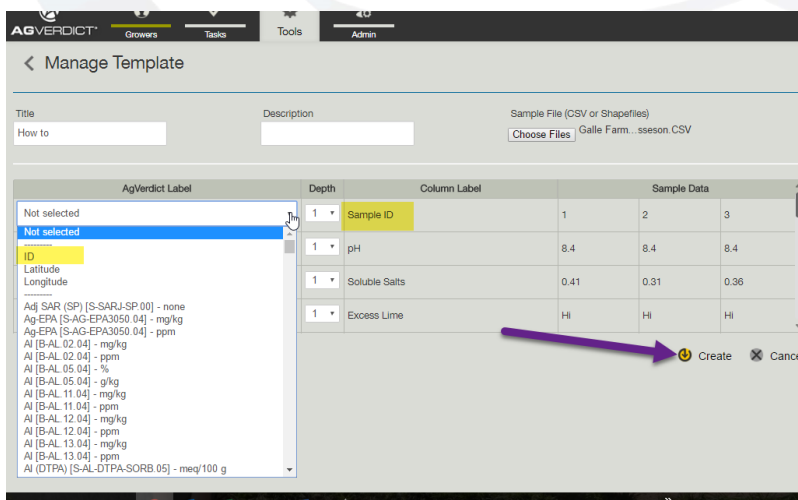 AGVERDICT
Growers
Tasks
Tools
Admin
Manage Template
Title
Description
Sample File (CSV or Shapefiles)
How to
Choose Files Galle Farm...sseson.CSV
AgVerdict Label Depth Column Label Sample Data
Not selected 1 Sample ID 1 2 3
Not selected
---------
ID
1 pH 8.4 8.4 8.4
Latitude
Longitude
---------
1 Soluble Salts 0.41 0.31 0.36
Adj SAR (SP) [S-SARJ-SP.00] - none
1 Excess Lime Hi Hi Hi
Ag-EPA [S-AG-EPA3050.04] - mg/kg
Ag-EPA [S-AG-EPA3050.04] - ppm
Al [B-AL.02.04] - mg/kg
Al [B-AL.02.04] - ppm
Al [B-AL.05.04] - %
Al [B-AL.05.04] - g/kg
Al [B-AL.11.04] - mg/kg
Al [B-AL.11.04] - ppm
Al [B-AL.12.04] - mg/kg
Al [B-AL.12.04] - ppm
Al [B-AL.13.04] - mg/kg
Al [B-AL.13.04] - ppm
Al (DTPA) [S-AL-DTPA-SORB.05] - meq/100 g
Create Cance